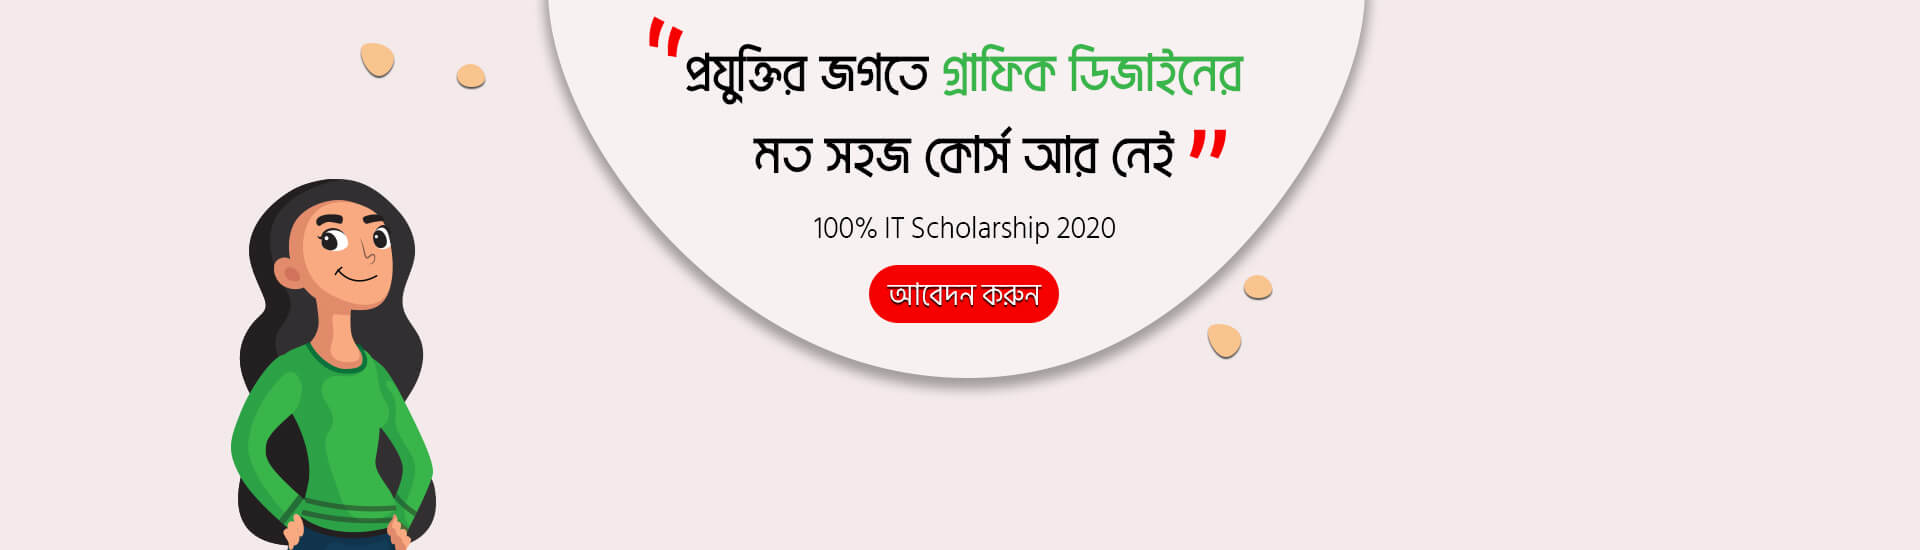 "প্রযুক্তির জগতে গ্রাফিক ডিজাইনের
মত সহজ কোর্স আর নেই"
100% IT Scholarship 2020
আবেদন করুন